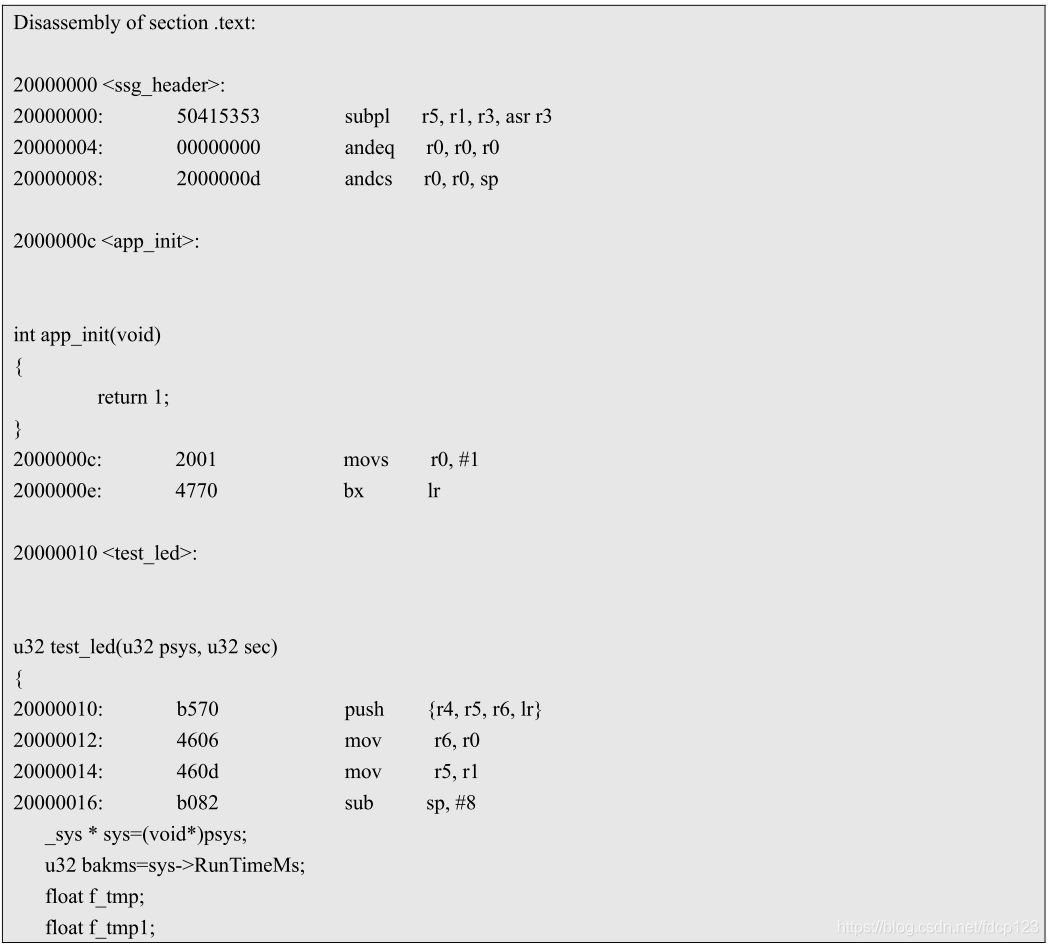 Disassembly of section .text:
20000000 <ssg_header>:
20000000: 50415353 subpl r5, r1, r3, asr r3
20000004: 00000000 andeq r0, r0, r0
20000008: 2000000d andcs r0, r0, sp
2000000c <app_init>:
int app_init(void)
{
return 1;
}
2000000c: 2001 movs r0, #1
2000000e: 4770 bx lr
20000010 <test_led>:
u32 test_led(u32 psys, u32 sec)
{
20000010: b570 push {r4, r5, r6, lr}
20000012: 4606 mov r6, r0
20000014: 460d mov r5, r1
20000016: b082 sub sp, #8
_sys * sys=(void*)psys;
u32 bakms=sys->RunTimeMs;
float f_tmp;
float f_tmp1;
https://blog.csdn.net/fdcp123